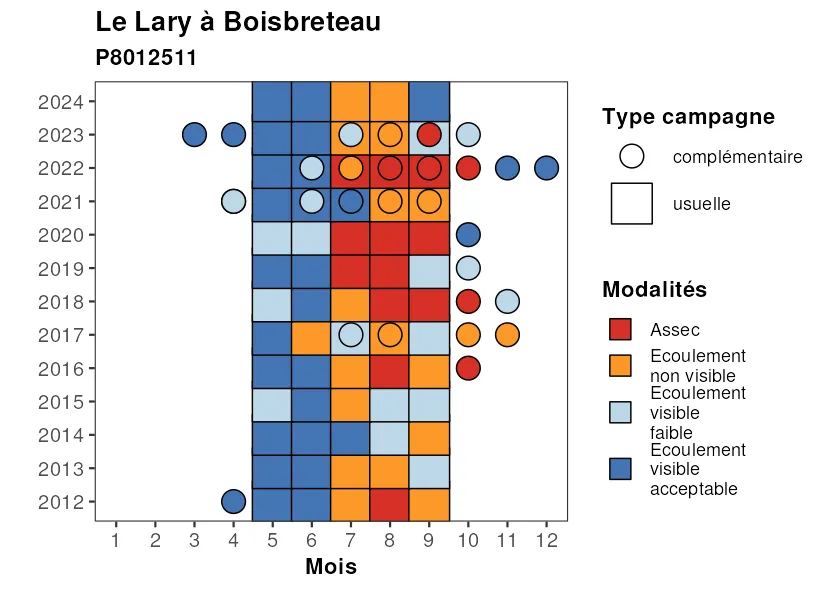 Le Lary à Boisbreteau
P8012511
2024
2023
2022
2021
2020
2019
2018
2017
2016
2015
2014
2013
2012
1 2 3 4 5 6 7 8 9 10 11 12
Mois
Type campagne
complémentaire
usuelle
Modalités
Assec
Ecoulement
non visible
Ecoulement
visible
faible
Ecoulement
visible
acceptable